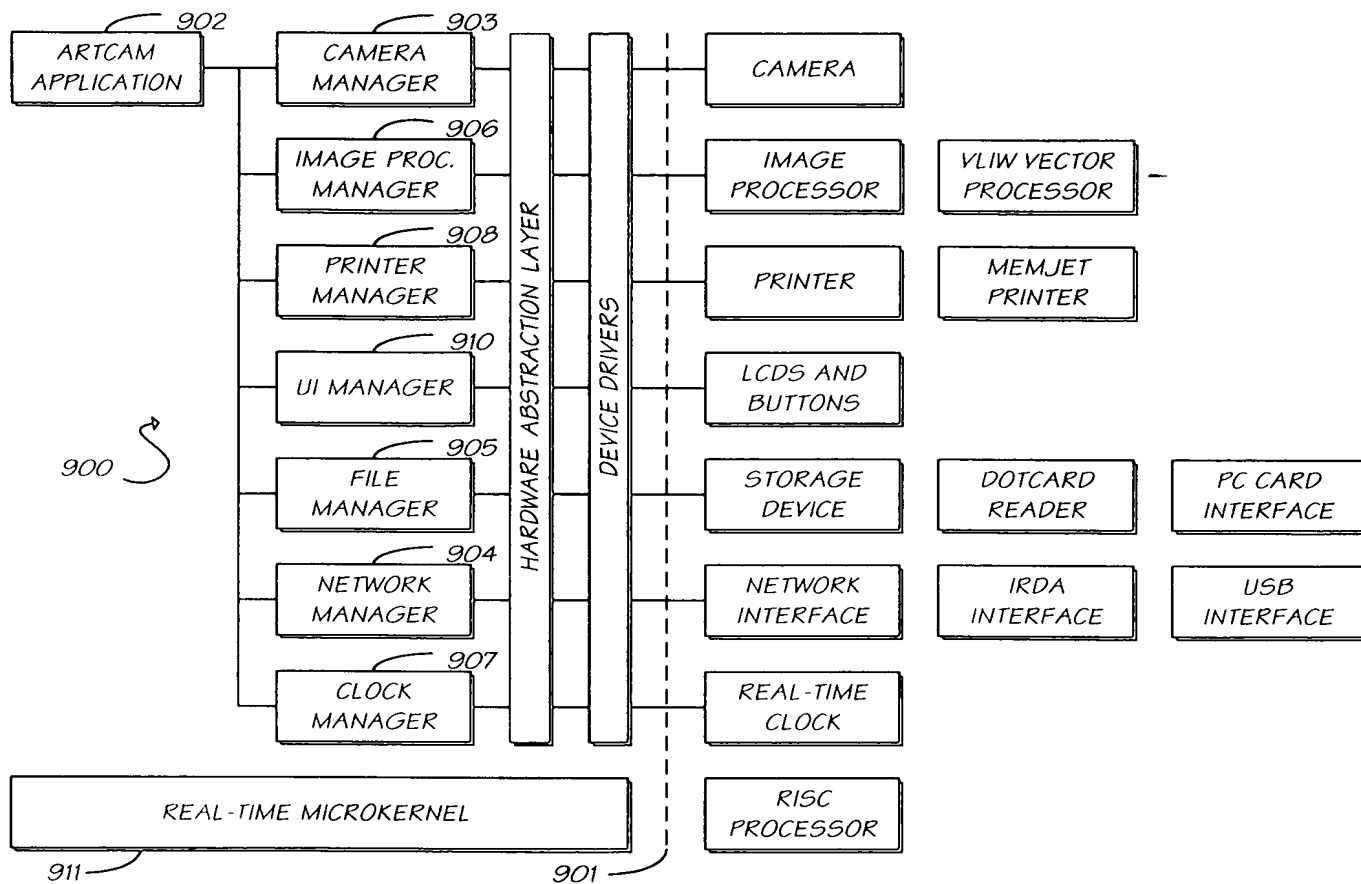 902
903
ARTCAM
APPLICATION
CAMERA
MANAGER
CAMERA
906
IMAGE PROC.
MANAGER
IMAGE
PROCESSOR
VLIW VECTOR
PROCESSOR
908
PRINTER
MANAGER
PRINTER
MEMJET
PRINTER
HARDWARE ABSTRACTION LAYER
DEVICE DRIVERS
910
UI MANAGER
LCDS AND
BUTTONS
900
905
FILE
MANAGER
STORAGE
DEVICE
DOTCARD
READER
PC CARD
INTERFACE
904
NETWORK
MANAGER
NETWORK
INTERFACE
IRDA
INTERFACE
USB
INTERFACE
907
CLOCK
MANAGER
REAL-TIME
CLOCK
REAL-TIME MICROKERNEL
RISC
PROCESSOR
911
901